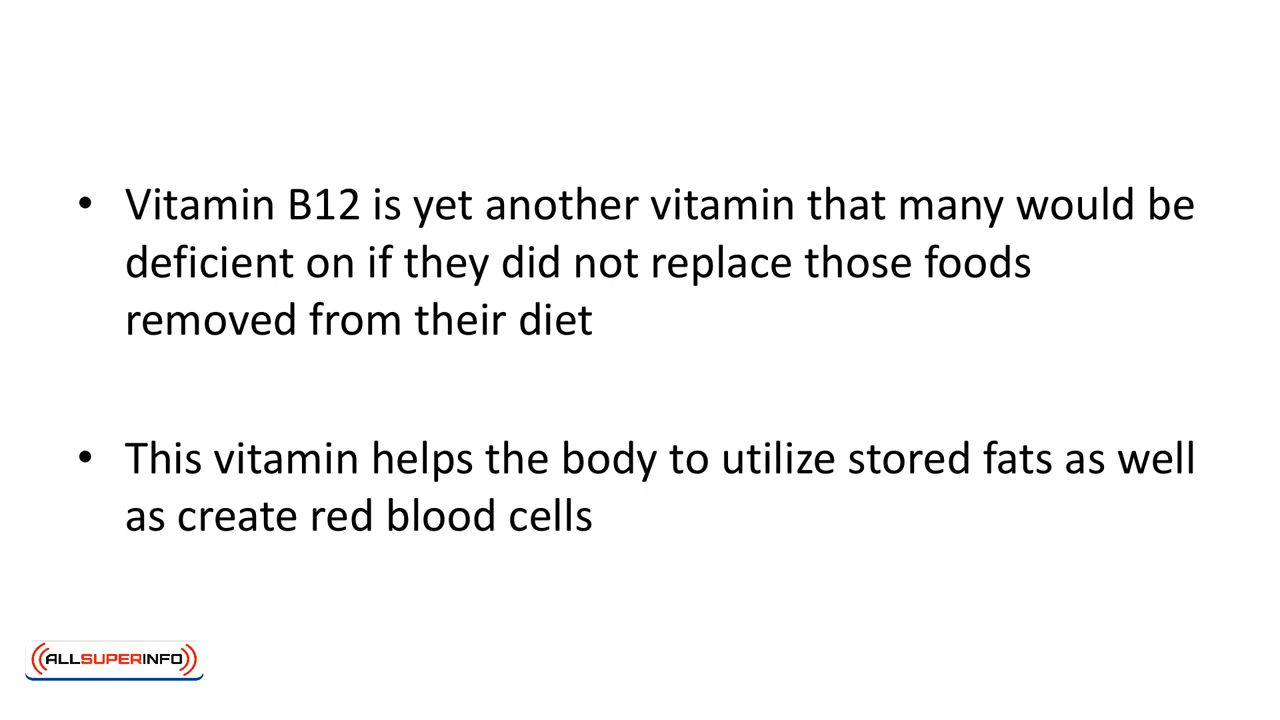 • Vitamin B12 is yet another vitamin that many would be
deficient on if they did not replace those foods
removed from their diet
• This vitamin helps the body to utilize stored fats as well
as create red blood cells
ALLSUPERINFO